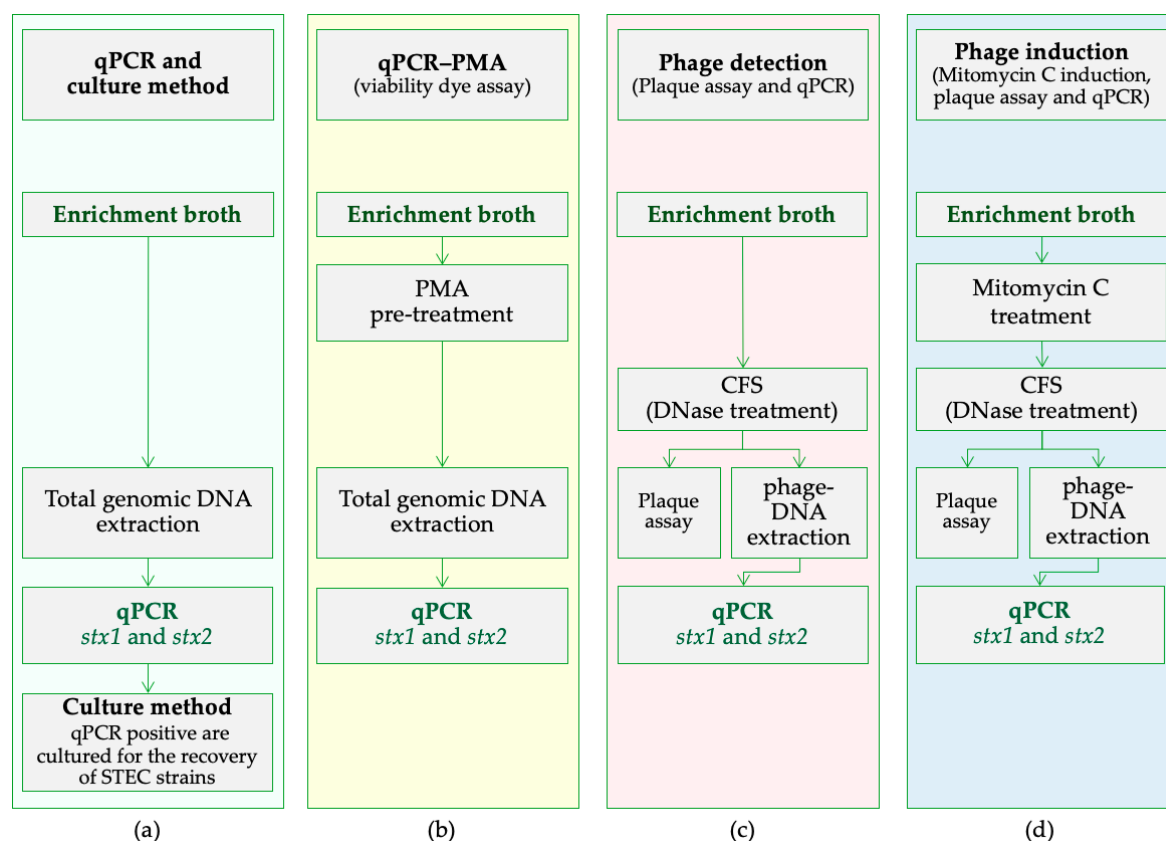 qPCR and
culture method
Enrichment broth
Total genomic DNA
extraction
qPCR
stx1 and stx2
Culture method
qPCR positive are
cultured for the recovery
of STEC strains
(a)
qPCR–PMA
(viability dye assay)
Enrichment broth
PMA
pre-treatment
Total genomic DNA
extraction
qPCR
stx1 and stx2
(b)
Phage detection
(Plaque assay and qPCR)
Enrichment broth
CFS
(DNase treatment)
Plaque
assay
phage-
DNA
extraction
qPCR
stx1 and stx2
(c)
Phage induction
(Mitomycin C induction,
plaque assay and qPCR)
Enrichment broth
Mitomycin C
treatment
CFS
(DNase treatment)
Plaque
assay
phage-
DNA
extraction
qPCR
stx1 and stx2
(d)